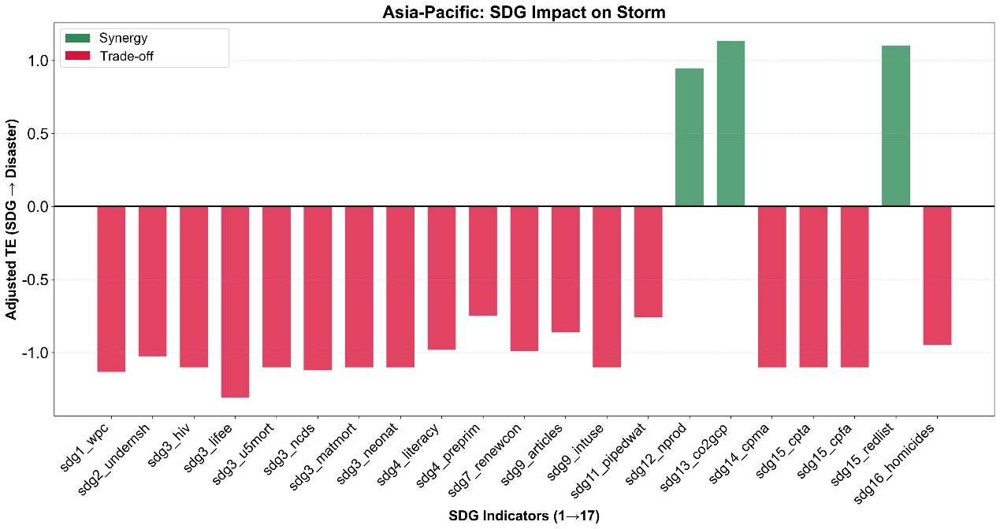 Asia-Pacific: SDG Impact on Storm
Synergy
Trade-off
Adjusted TE (SDG → Disaster)
1.0
0.5
0.0
-0.5
-1.0
sdg1_wpc
sdg2_undernsh
sdg3_hiv
sdg3_lifee
sdg3_u5mort
sdg3_ncds
sdg3_matmort
sdg3_neonat
sdg4_literacy
sdg4_preprim
sdg7_renewcon
sdg9_articles
sdg9_intuse
sdg11_pipedwat
sdg12_nprod
sdg13_co2gcp
sdg14_cpma
sdg15_cpta
sdg15_cpfa
sdg15_redlist
sdg16_homicides
SDG Indicators (1→17)